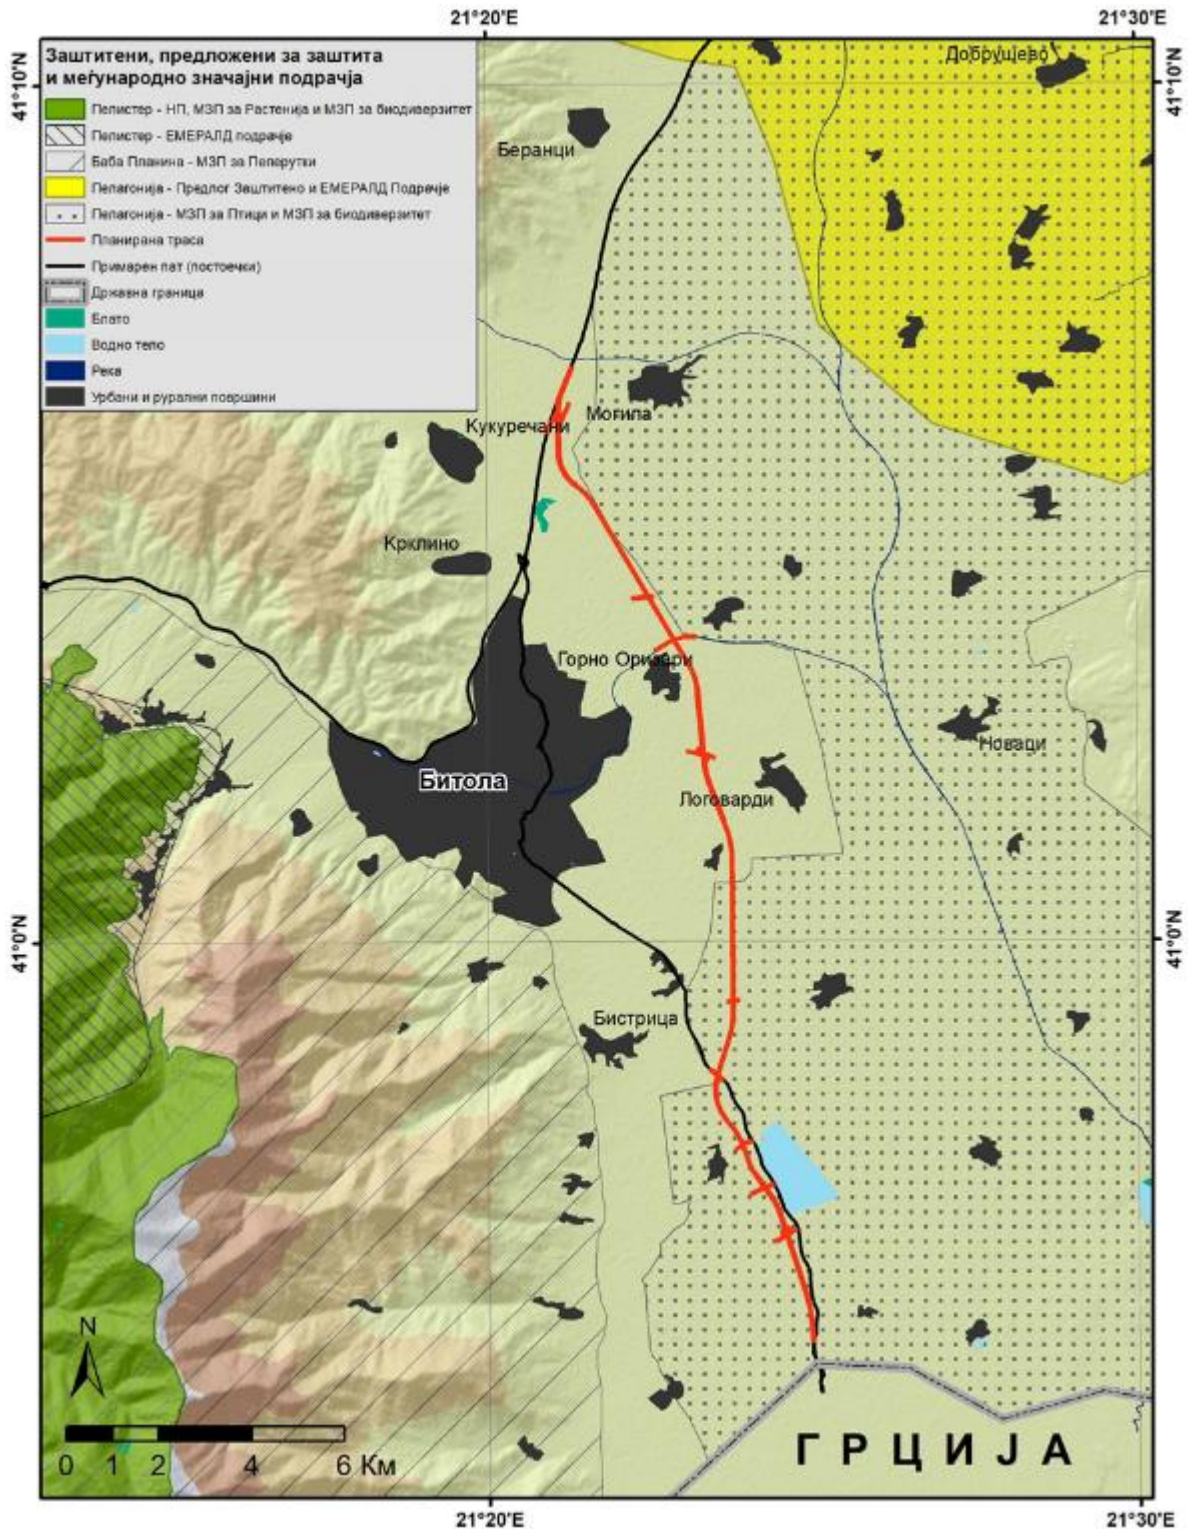 21°20'E
21°30'E
41°10'N
41°10'N
Заштитени, предложени за заштита
и меѓународно значајни подрачја
Пелистер - НП, МЗП за Растенија и МЗП за биодиверзитет
Пелистер - ЕМЕРАЛД подрачје
Баба Планина - МЗП за Пеперутки
Пелагонија - Предлог Заштитено и ЕМЕРАЛД Подрачје
Пелагонија - МЗП за Птици и МЗП за биодиверзитет
Планирана траса
Примарен пат (постоечки)
Државна граница
Блато
Водно тело
Река
Урбани и рурални површини
Добрушево
Беранци
Могила
Кукуречани
Крклино
Горно Оризари
Новаци
Битола
Логоварди
41°0'N
41°0'N
Бистрица
N
0 1 2 4 6 Км
ГРЦИЈА
21°20'E
21°30'E